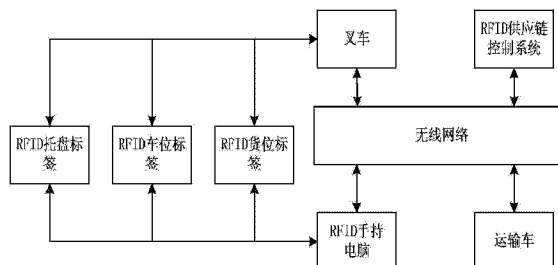 叉车
RFID供应链
控制系统
RFID托盘标
签
RFID车位标
签
RFID货位标
签
无线网络
RFID手持
电脑
运输车